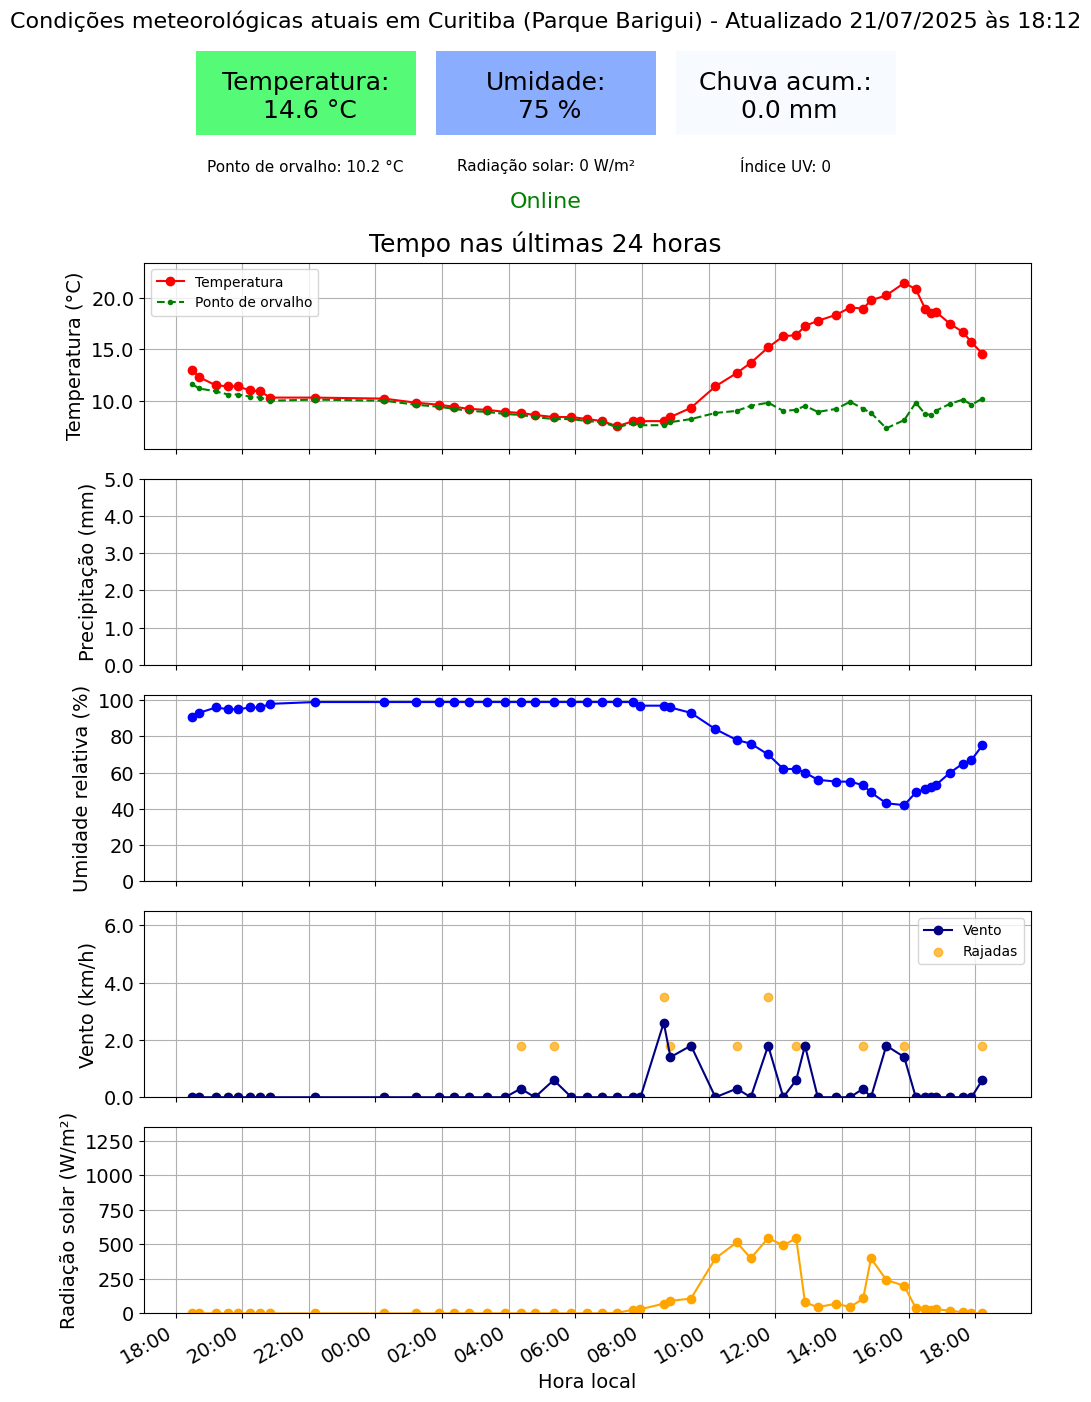 Condições meteorológicas atuais em Curitiba (Parque Barigui) - Atualizado 21/07/2025 às 18:12
Temperatura:
14.6 °C
Umidade:
75 %
Chuva acum.:
0.0 mm
Ponto de orvalho: 10.2 °C
Radiação solar: 0 W/m²
Índice UV: 0
Online
Tempo nas últimas 24 horas
Temperatura (°C)
20.0
15.0
10.0
Temperatura
Ponto de orvalho
Precipitação (mm)
5.0
4.0
3.0
2.0
1.0
0.0
Umidade relativa (%)
100
80
60
40
20
0
Vento (km/h)
6.0
4.0
2.0
0.0
Vento
Rajadas
Radiação solar (W/m²)
1250
1000
750
500
250
0
18:00
20:00
22:00
00:00
02:00
04:00
06:00
08:00
10:00
12:00
14:00
16:00
18:00
Hora local